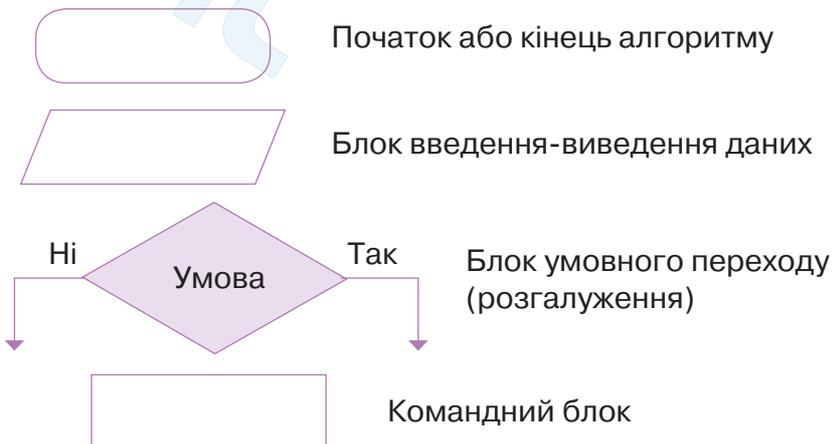 Початок або кінець алгоритму
Блок введення-виведення даних
Ні
Умова
Так
Блок умовного переходу
(розгалуження)
Командний блок